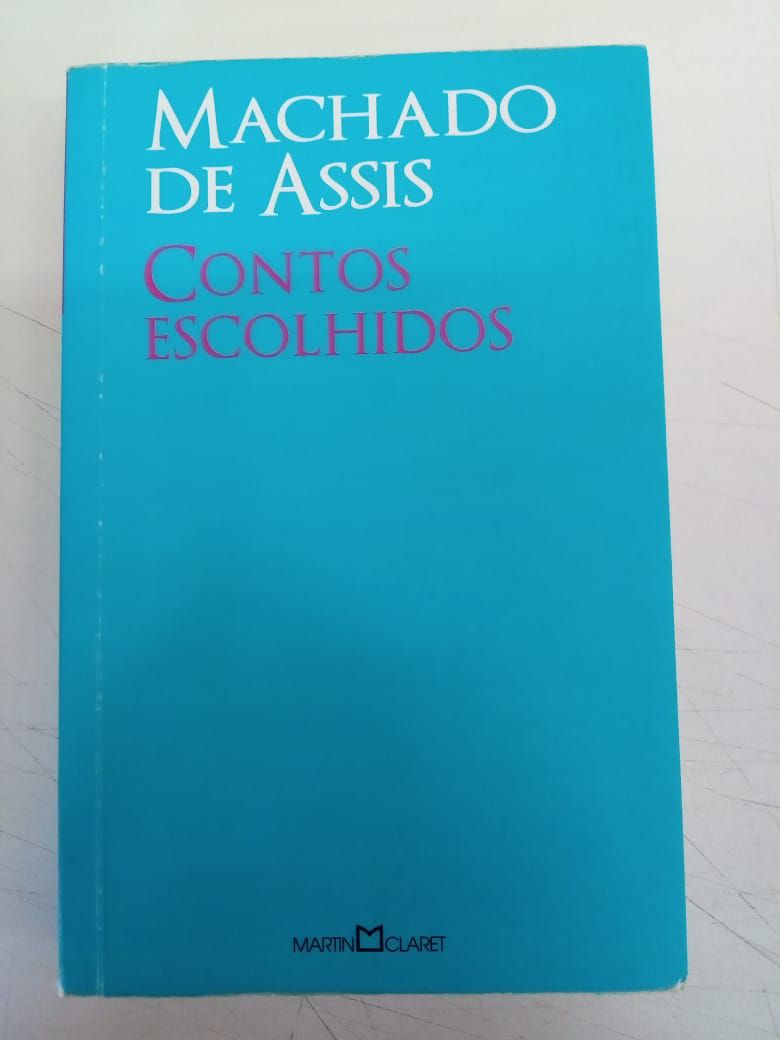 MACHADO
DE ASSIS
CONTOS
ESCOLHIDOS
MARTIN CLARET